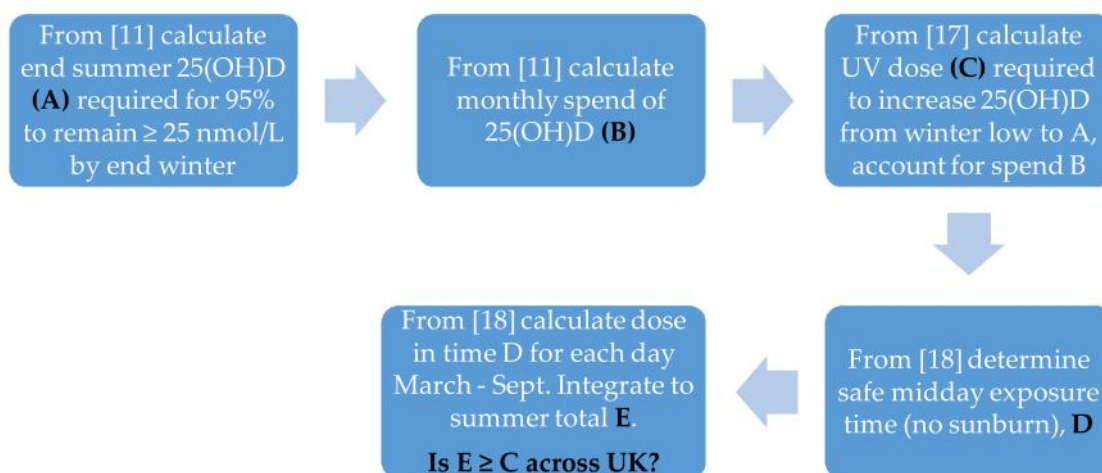 From [11] calculate
end summer 25(OH)D
(A) required for 95%
to remain ≥ 25 nmol/L
by end winter
From [11] calculate
monthly spend of
25(OH)D (B)
From [17] calculate
UV dose (C) required
to increase 25(OH)D
from winter low to A,
account for spend B
From [18] determine
safe midday exposure
time (no sunburn), D
From [18] calculate dose
in time D for each day
March - Sept. Integrate to
summer total E.
Is E ≥ C across UK?